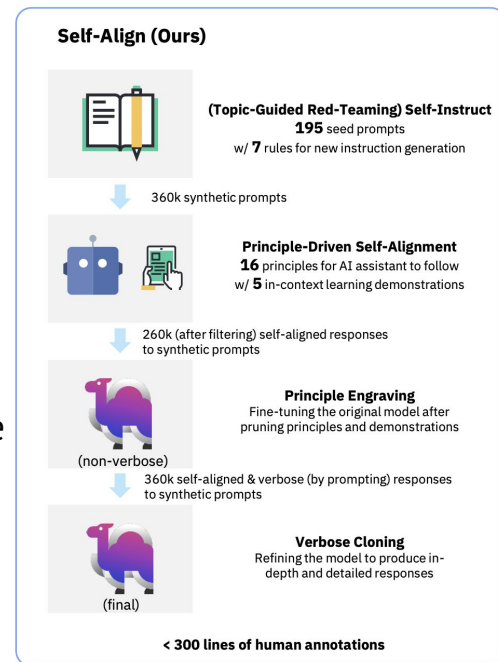 Self-Align (Ours)
(Topic-Guided Red-Teaming) Self-Instruct
195 seed prompts
w/ 7 rules for new instruction generation
360k synthetic prompts
Principle-Driven Self-Alignment
16 principles for AI assistant to follow
w/ 5 in-context learning demonstrations
260k (after filtering) self-aligned responses
to synthetic prompts
Principle Engraving
Fine-tuning the original model after
pruning principles and demonstrations
e
(non-verbose)
360k self-aligned & verbose (by prompting) responses
to synthetic prompts
Verbose Cloning
Refining the model to produce in-
depth and detailed responses
(final)
< 300 lines of human annotations